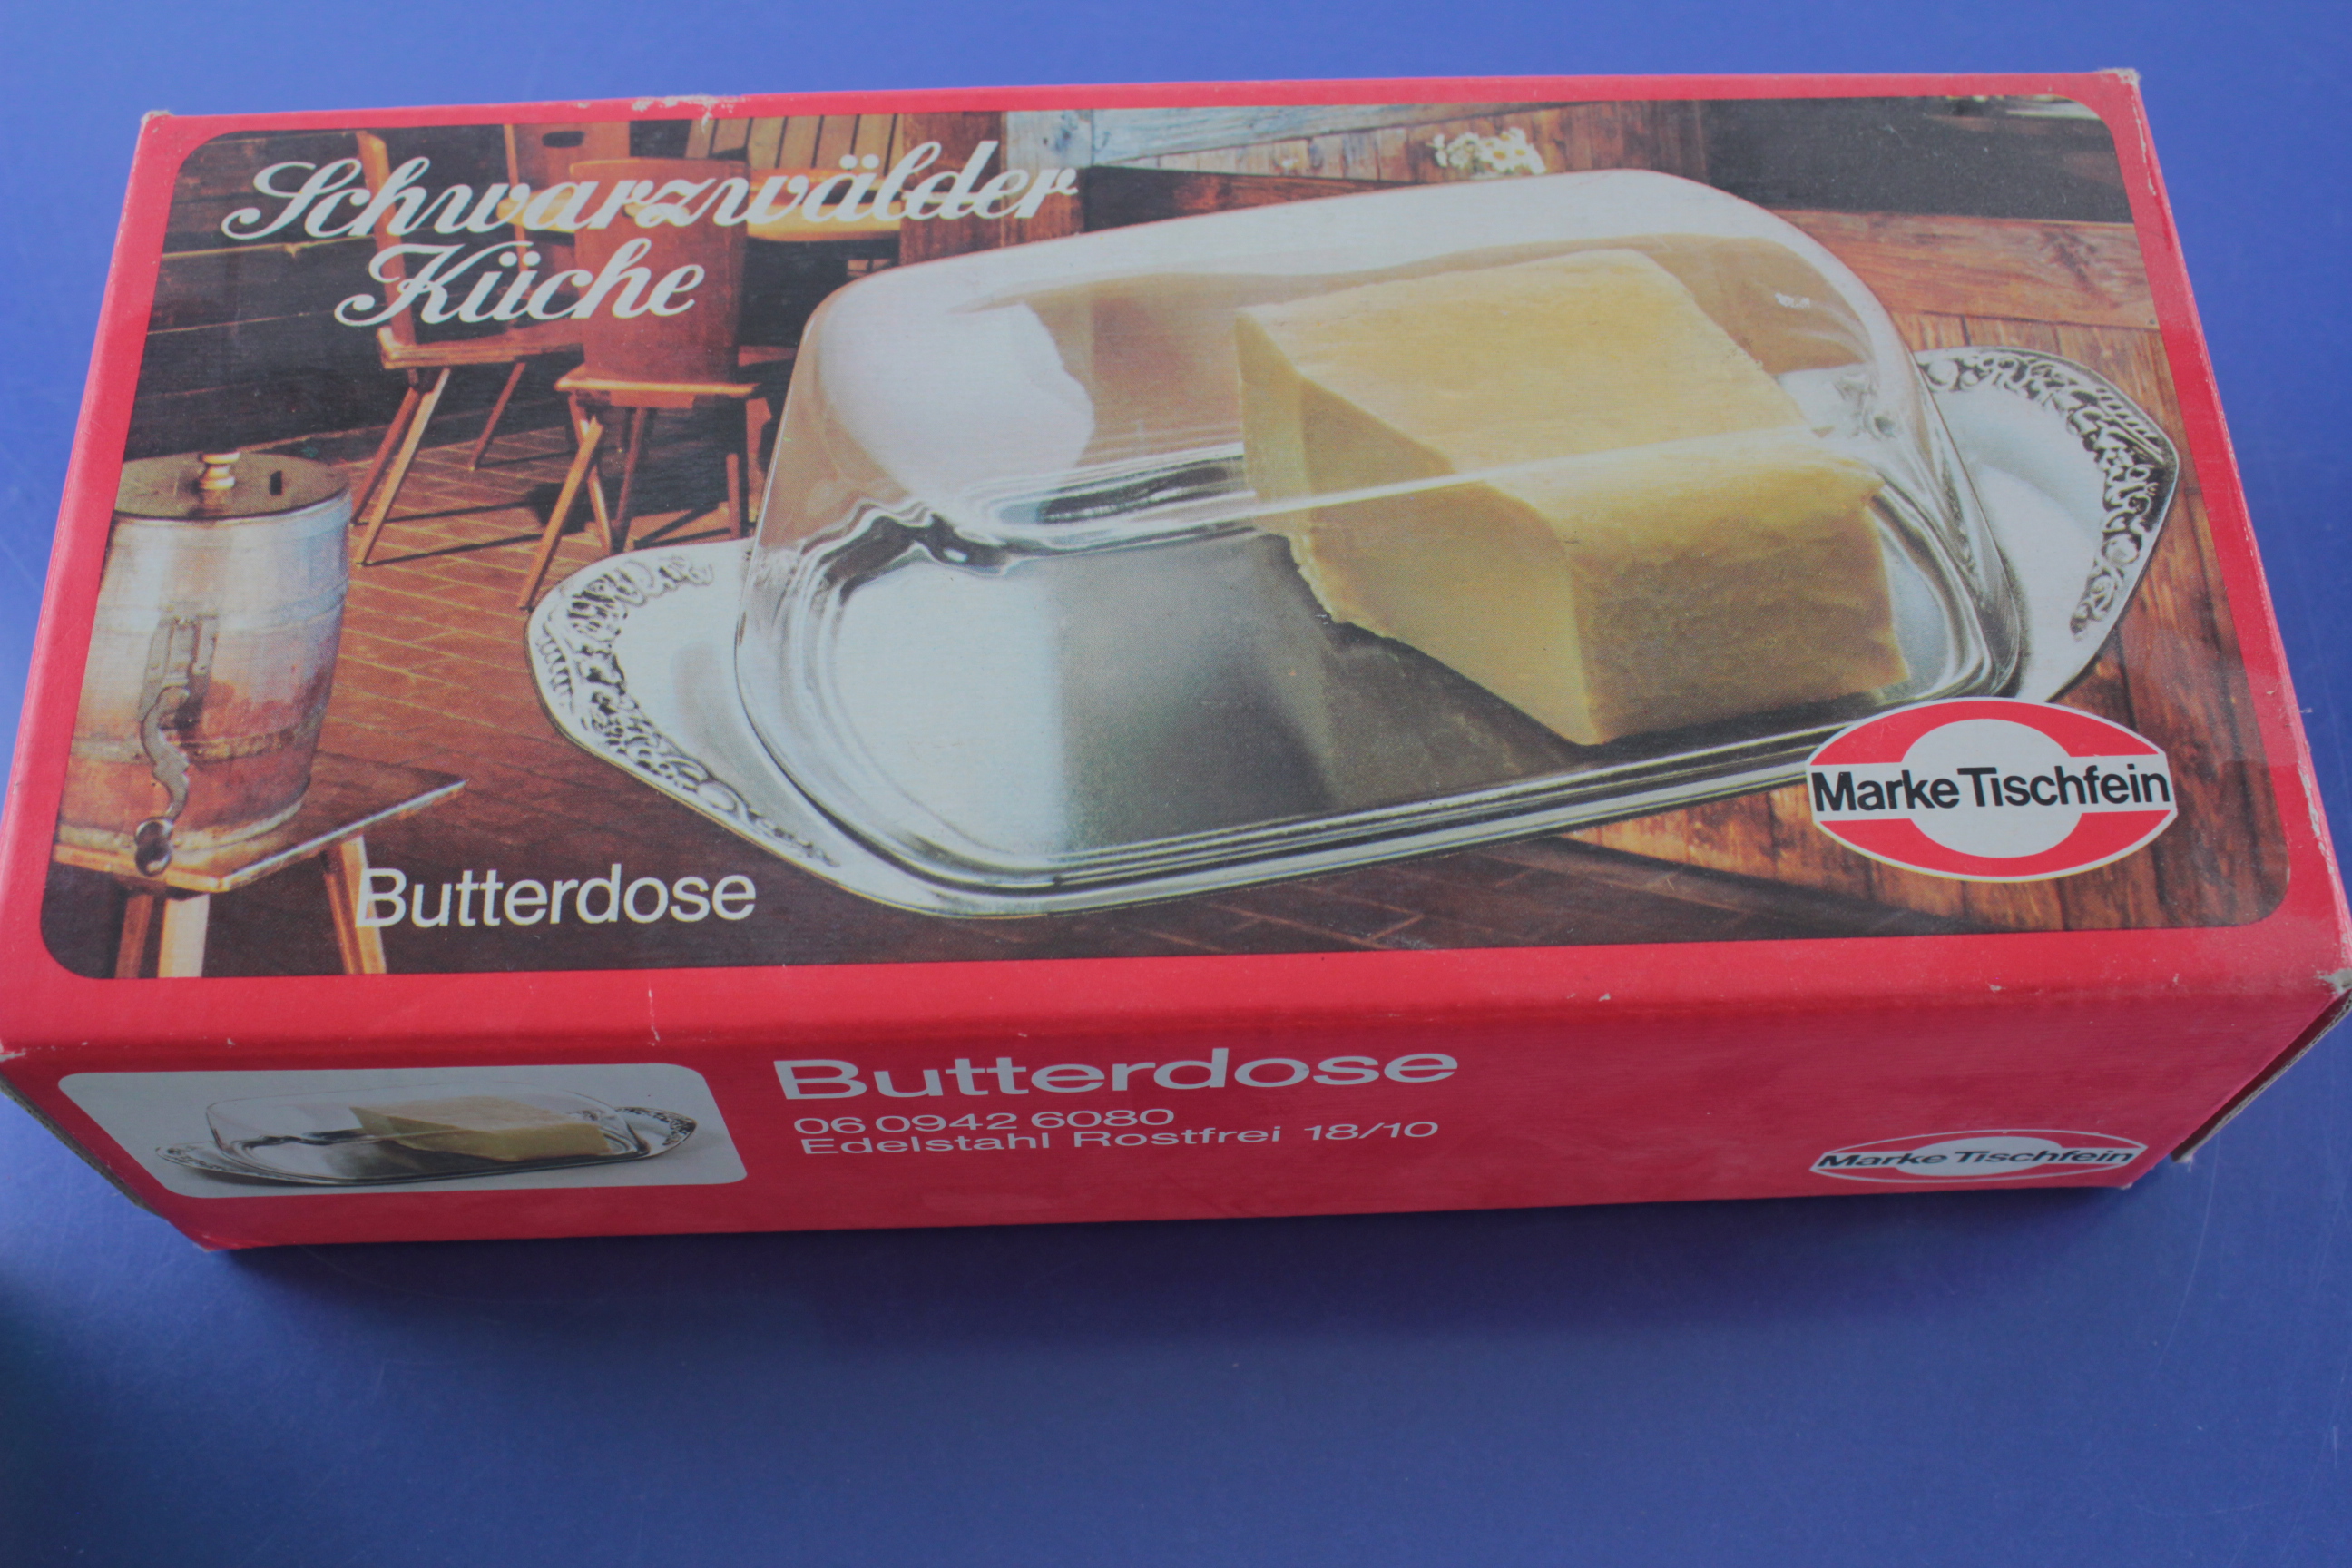 Schwarzwälder
Küche
Marke Tischfein
Butterdose
Butterdose
06 0942 6080
Edelstahl Rostfrei 18/10
Marke Tischfein